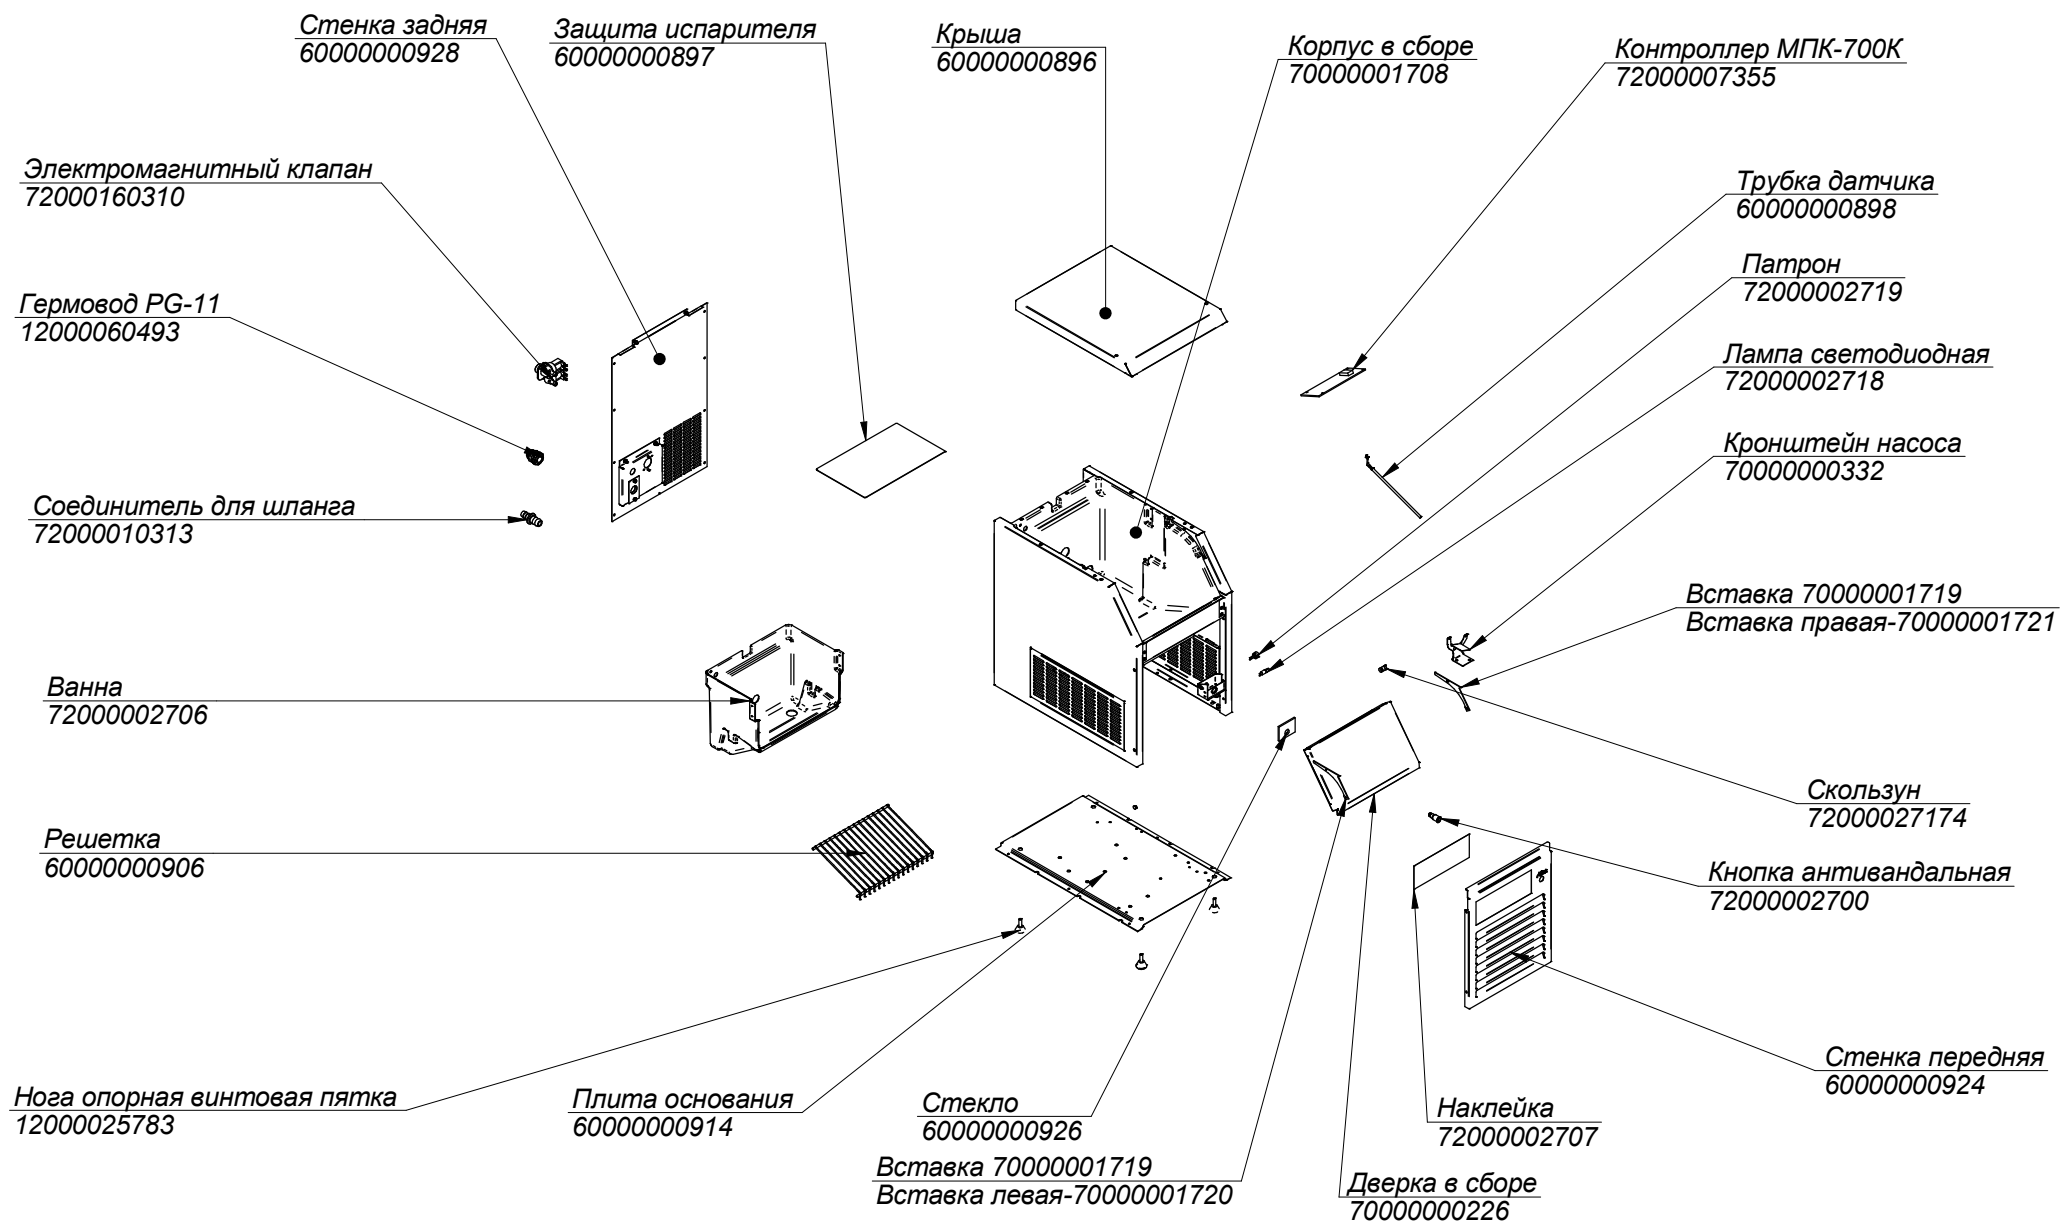 Стенка задняя
60000000928
Защита испарителя
60000000897
Крыша
60000000896
Корпус в сборе
70000001708
Контроллер МПК-700К
72000007355
Электромагнитный клапан
72000160310
Трубка датчика
60000000898
Патрон
72000002719
Гермовод PG-11
12000060493
Лампа светодиодная
72000002718
Кронштейн насоса
70000000332
Соединитель для шланга
72000010313
Вставка 70000001719
Вставка правая-70000001721
Ванна
72000002706
Скользун
72000027174
Решетка
60000000906
Кнопка антивандальная
72000002700
Стенка передняя
60000000924
Нога опорная винтовая пятка
12000025783
Плита основания
60000000914
Стекло
60000000926
Наклейка
72000002707
Вставка 70000001719
Вставка левая-70000001720
Дверка в сборе
70000000226